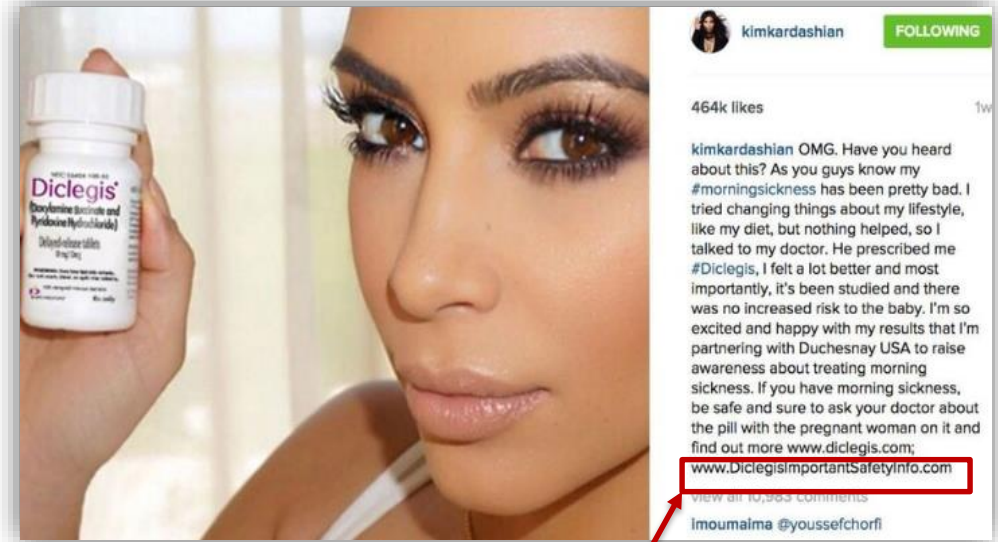 kimkardashian
FOLLOWING
464k likes
1w
kimkardashian OMG. Have you heard
about this? As you guys know my
#morningsickness has been pretty bad. I
tried changing things about my lifestyle,
like my diet, but nothing helped, so I
talked to my doctor. He prescribed me
#Diclegis, I felt a lot better and most
importantly, it's been studied and there
was no increased risk to the baby. I'm so
excited and happy with my results that I'm
partnering with Duchesnay USA to raise
awareness about treating morning
sickness. If you have morning sickness,
be safe and sure to ask your doctor about
the pill with the pregnant woman on it and
find out more www.diclegis.com;
www.DiclegisImportantSafetyInfo.com
view all 10,983 comments
imoumaima @youssefchorfi
Diclegis
(Doxylamine Succinate and
Pyridoxine Hydrochloride)
Delayed-release tablets